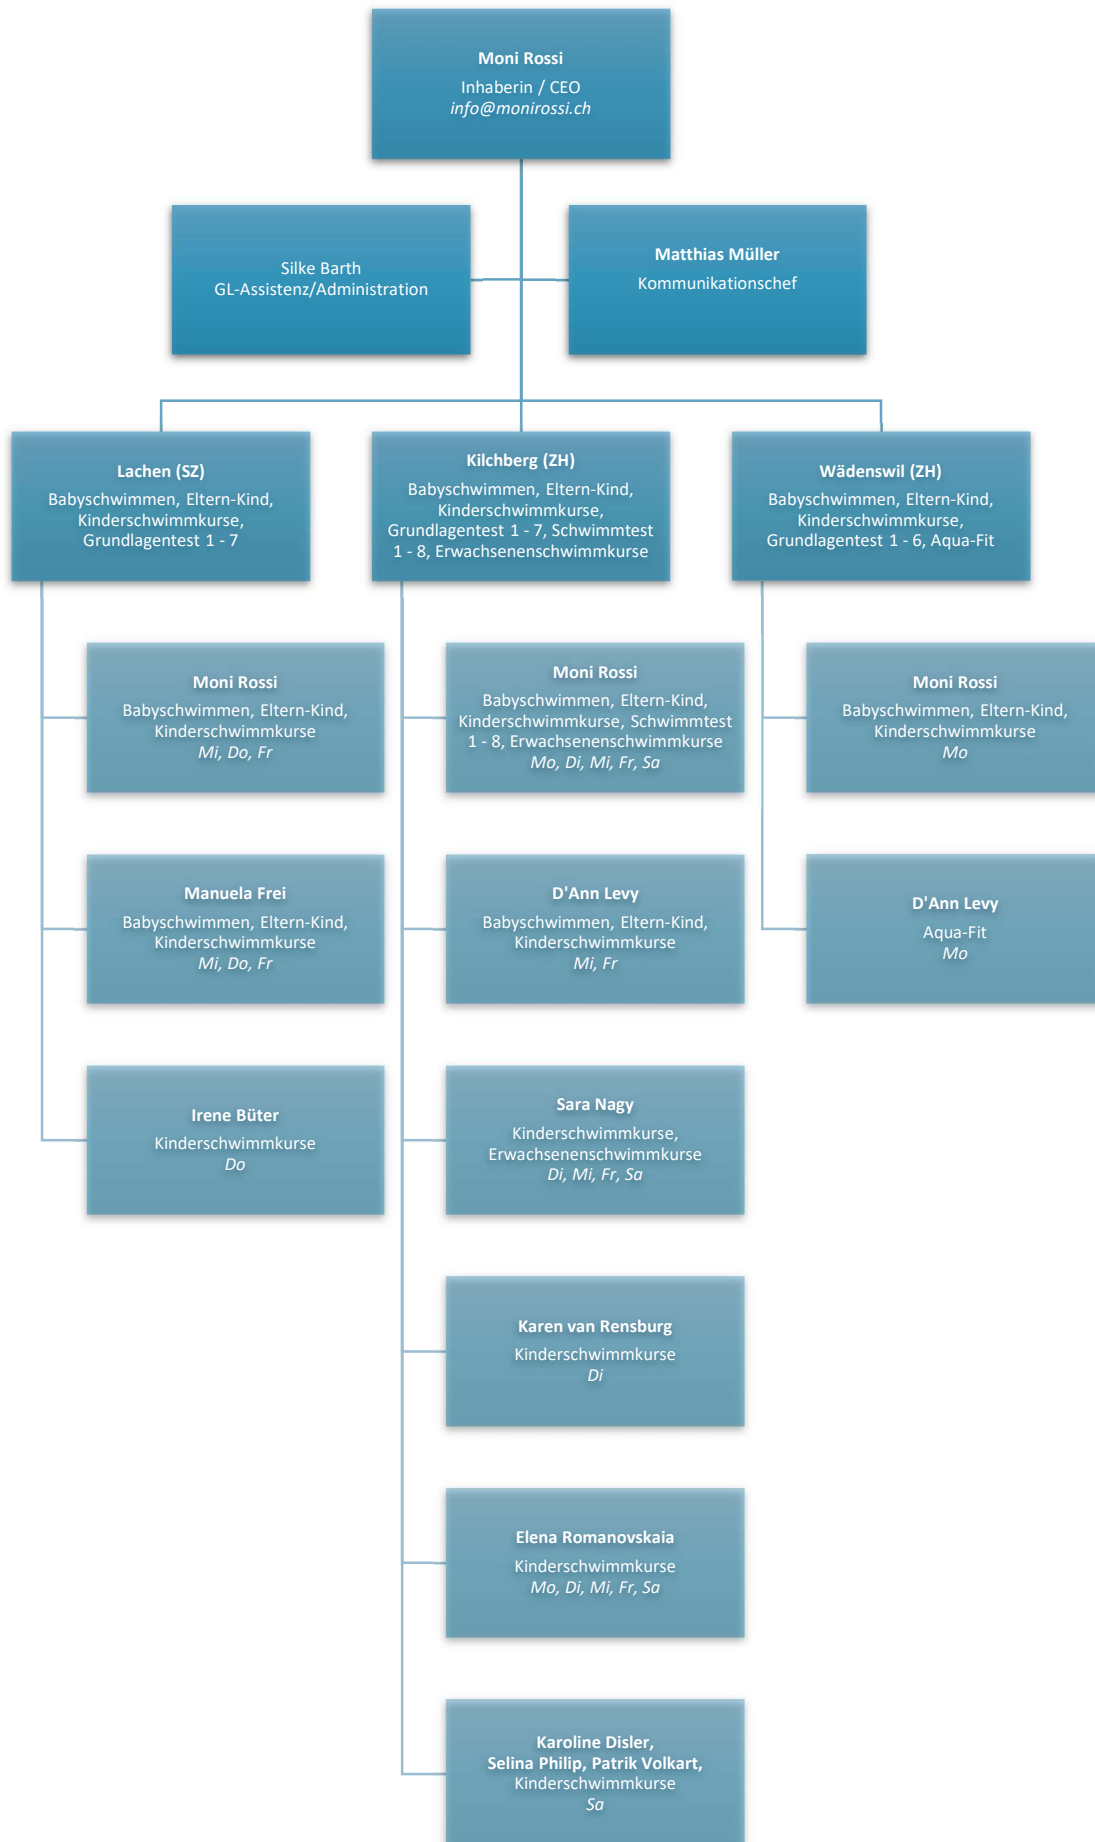 Moni Rossi
Inhaberin / CEO
info@monirossi.ch
Silke Barth
GL-Assistenz/Administration
Matthias Müller
Kommunikationschef
Lachen (SZ)
Babyschwimmen, Eltern-Kind,
Kinderschwimmkurse,
Grundlagentest 1 - 7
Kilchberg (ZH)
Babyschwimmen, Eltern-Kind,
Kinderschwimmkurse,
Grundlagentest 1 - 7, Schwimmtest
1 - 8, Erwachsenenschwimmkurse
Wädenswil (ZH)
Babyschwimmen, Eltern-Kind,
Kinderschwimmkurse,
Grundlagentest 1 - 6, Aqua-Fit
Moni Rossi
Babyschwimmen, Eltern-Kind,
Kinderschwimmkurse
Mi, Do, Fr
Manuela Frei
Babyschwimmen, Eltern-Kind,
Kinderschwimmkurse
Mi, Do, Fr
Irene Büter
Kinderschwimmkurse
Do
Moni Rossi
Babyschwimmen, Eltern-Kind,
Kinderschwimmkurse, Schwimmtest
1 - 8, Erwachsenenschwimmkurse
Mo, Di, Mi, Fr, Sa
D'Ann Levy
Babyschwimmen, Eltern-Kind,
Kinderschwimmkurse
Mi, Fr
Sara Nagy
Kinderschwimmkurse,
Erwachsenenschwimmkurse
Di, Mi, Fr, Sa
Karen van Rensburg
Kinderschwimmkurse
Di
Elena Romanovskaia
Kinderschwimmkurse
Mo, Di, Mi, Fr, Sa
Karoline Disler,
Selina Philip, Patrik Volkart,
Kinderschwimmkurse
Sa
Moni Rossi
Babyschwimmen, Eltern-Kind,
Kinderschwimmkurse
Mo
D'Ann Levy
Aqua-Fit
Mo